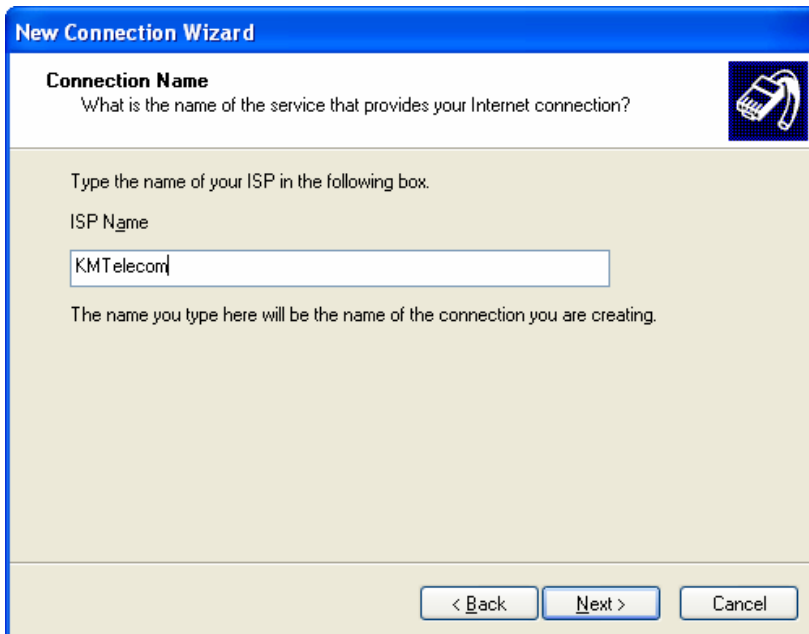 New Connection Wizard
Connection Name
What is the name of the service that provides your Internet connection?
Type the name of your ISP in the following box.
ISP Name
KMTelecom
The name you type here will be the name of the connection you are creating.
< Back Next > Cancel